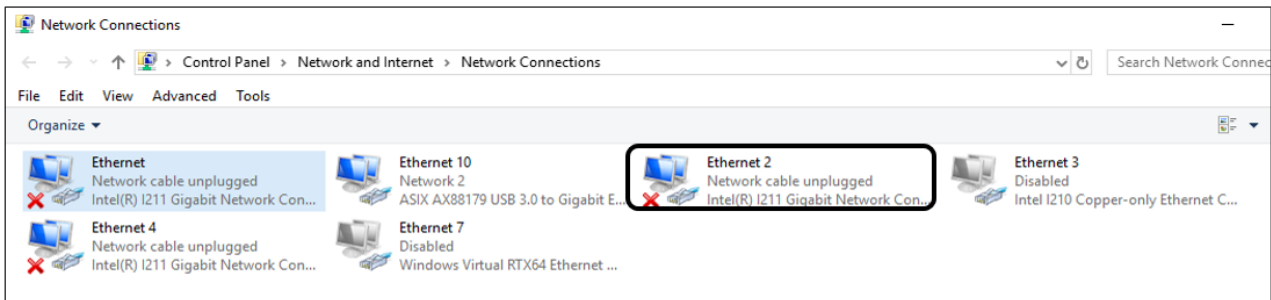 Network Connections
Control Panel > Network and Internet > Network Connections
Search Network Connec
File Edit View Advanced Tools
Organize
Ethernet
Network cable unplugged
Intel(R) I211 Gigabit Network Con...
Ethernet 10
Network 2
ASIX AX88179 USB 3.0 to Gigabit E...
Ethernet 2
Network cable unplugged
Intel(R) I211 Gigabit Network Con...
Ethernet 3
Disabled
Intel I210 Copper-only Ethernet C...
Ethernet 4
Network cable unplugged
Intel(R) I211 Gigabit Network Con...
Ethernet 7
Disabled
Windows Virtual RTX64 Ethernet ...